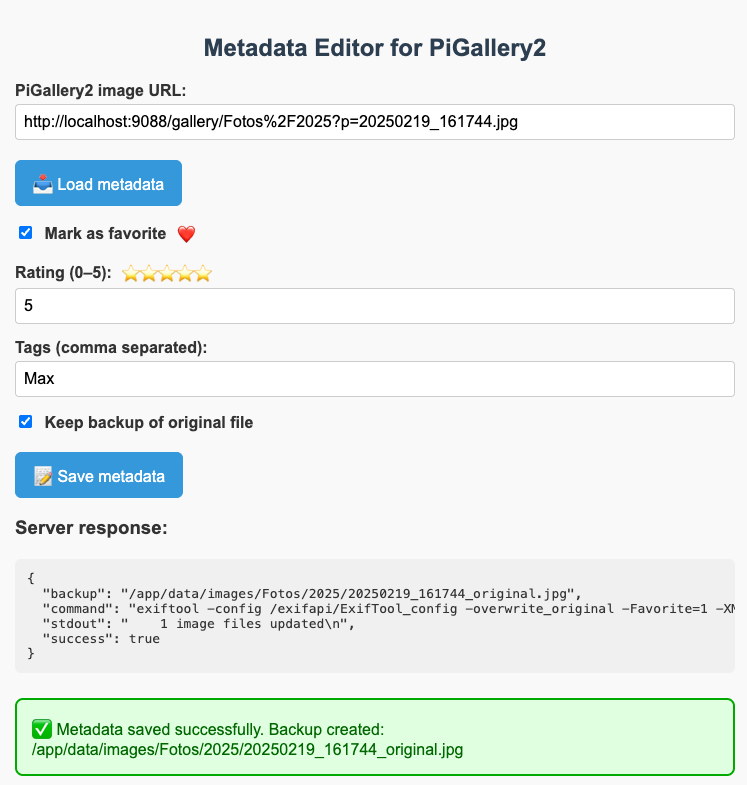 Metadata Editor for PiGallery2
PiGallery2 image URL:
http://localhost:9088/gallery/Fotos%2F2025?p=20250219_161744.jpg
📥 Load metadata
Mark as favorite ❤️
Rating (0–5): ⭐⭐⭐⭐⭐
5
Tags (comma separated):
Max
Keep backup of original file
📝 Save metadata
Server response:
{
  "backup": "/app/data/images/Fotos/2025/20250219_161744_original.jpg",
  "command": "exiftool -config /exifapi/ExifTool_config -overwrite_original -Favorite=1 -XM
  "stdout": "    1 image files updated\n",
  "success": true
}
✅ Metadata saved successfully. Backup created:
/app/data/images/Fotos/2025/20250219_161744_original.jpg